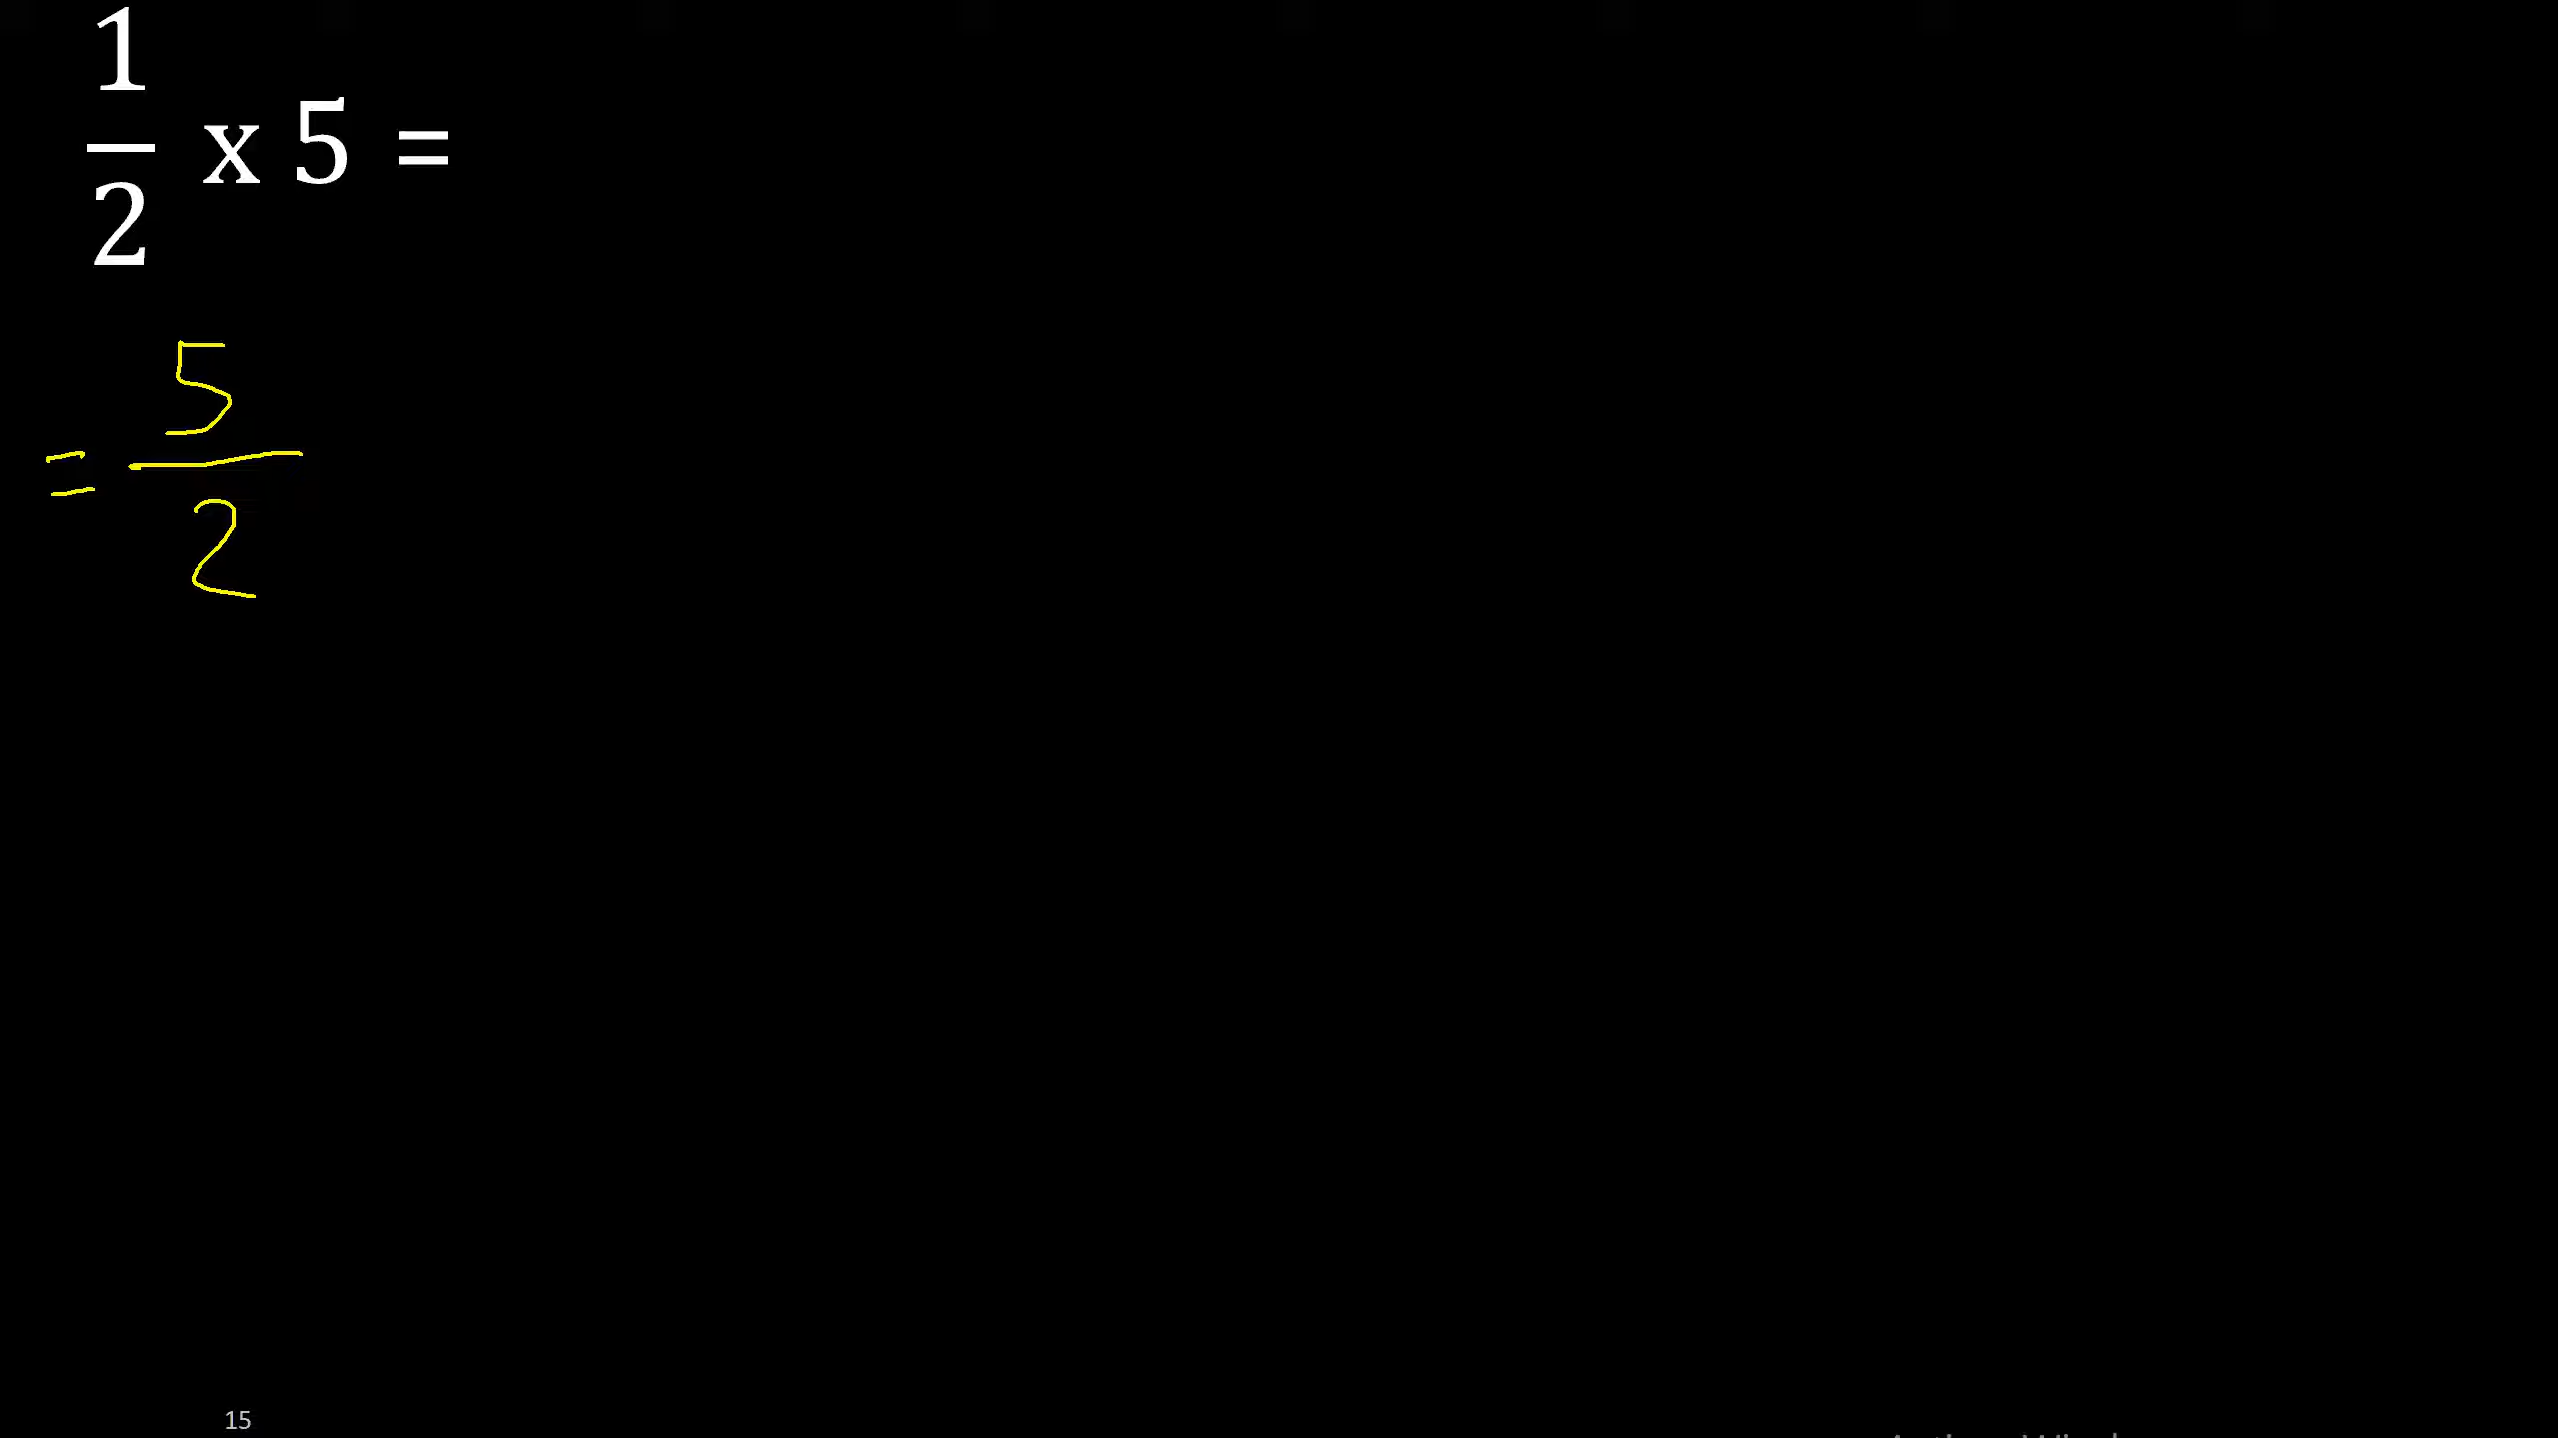 1/2 x 5 =
= 5/2
15